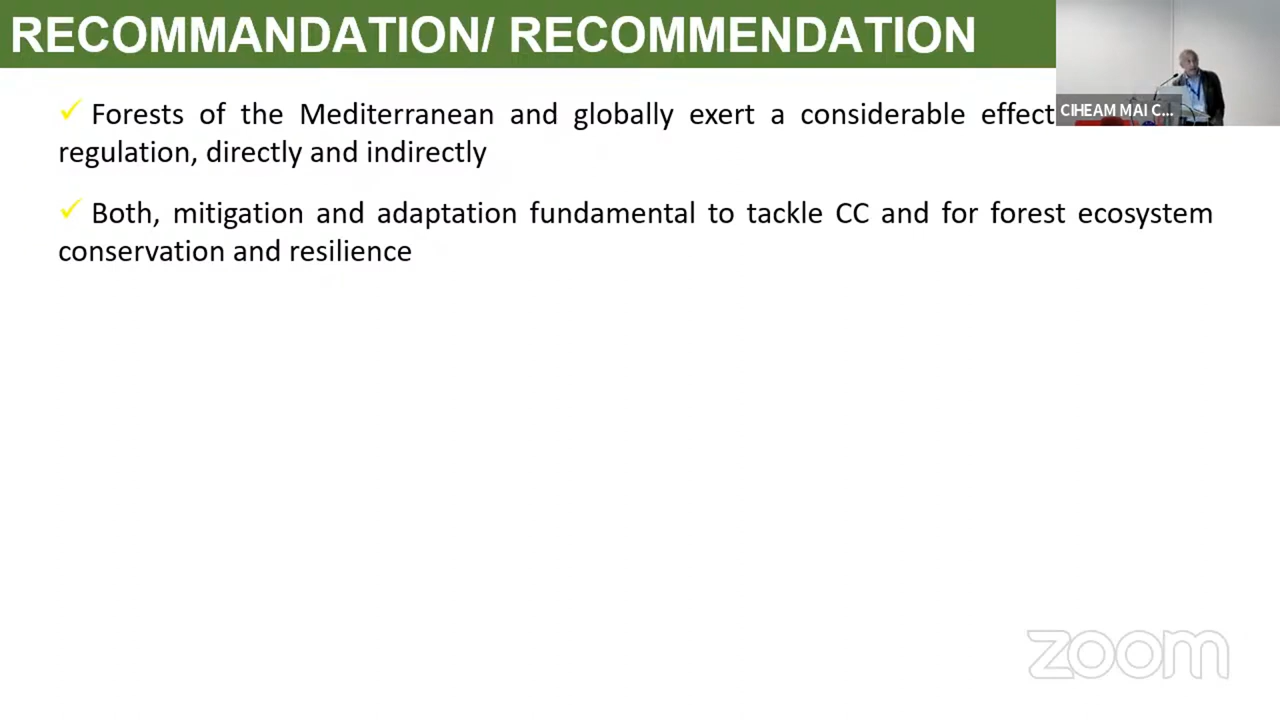 RECOMMANDATION/ RECOMMENDATION
✓ Forests of the Mediterranean and globally exert a considerable effect
regulation, directly and indirectly
✓ Both, mitigation and adaptation fundamental to tackle CC and for forest ecosystem
conservation and resilience
CIHEAM MAI C...
zoom